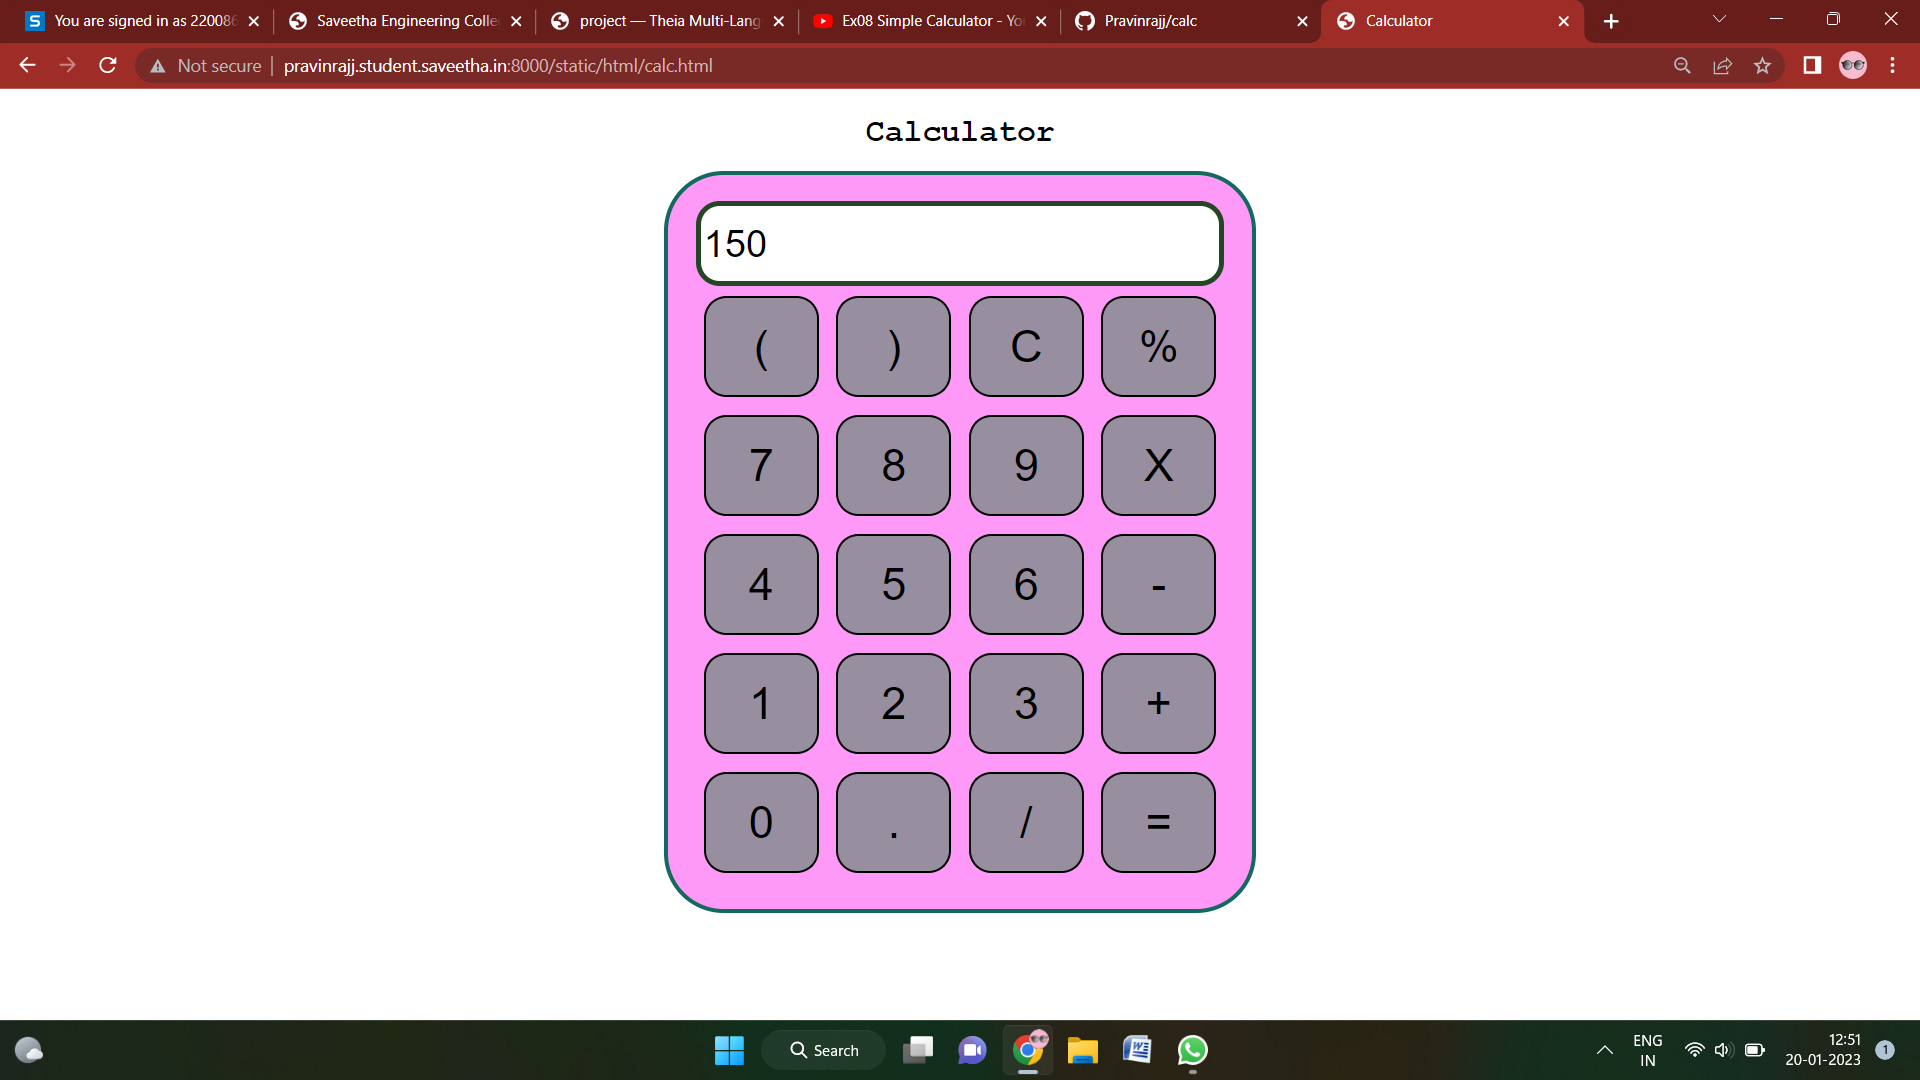 You are signed in as 22008
Saveetha Engineering Colle
project — Theia Multi-Lang
Ex08 Simple Calculator - Yo
Pravinrajj/calc
Calculator
Not secure
pravinrajj.student.saveetha.in:8000/static/html/calc.html
Calculator
150
( ) C %
7 8 9 X
4 5 6 -
1 2 3 +
0 . / =
Search
ENG
IN
12:51
20-01-2023
1